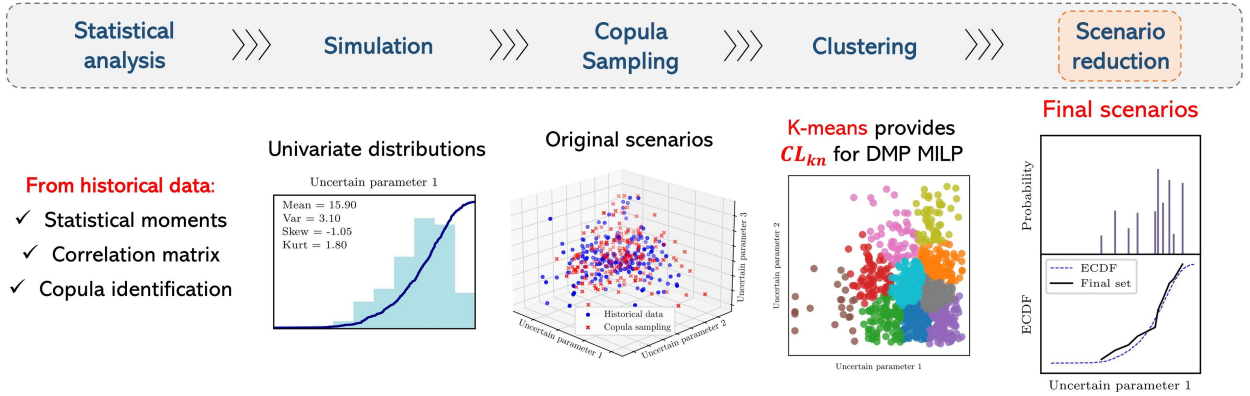 Statistical
analysis
Simulation
Copula
Sampling
Clustering
Scenario
reduction
From historical data:
✓ Statistical moments
✓ Correlation matrix
✓ Copula identification
Univariate distributions
Uncertain parameter 1
Mean = 15.90
Var = 3.10
Skew = -1.05
Kurt = 1.80
Original scenarios
Uncertain parameter 3
Historical data
Copula sampling
Uncertain parameter 1
Uncertain parameter 2
K-means provides
CLkn for DMP MILP
Uncertain parameter 2
Uncertain parameter 1
Final scenarios
Probability
ECDF
Final set
ECDF
Uncertain parameter 1